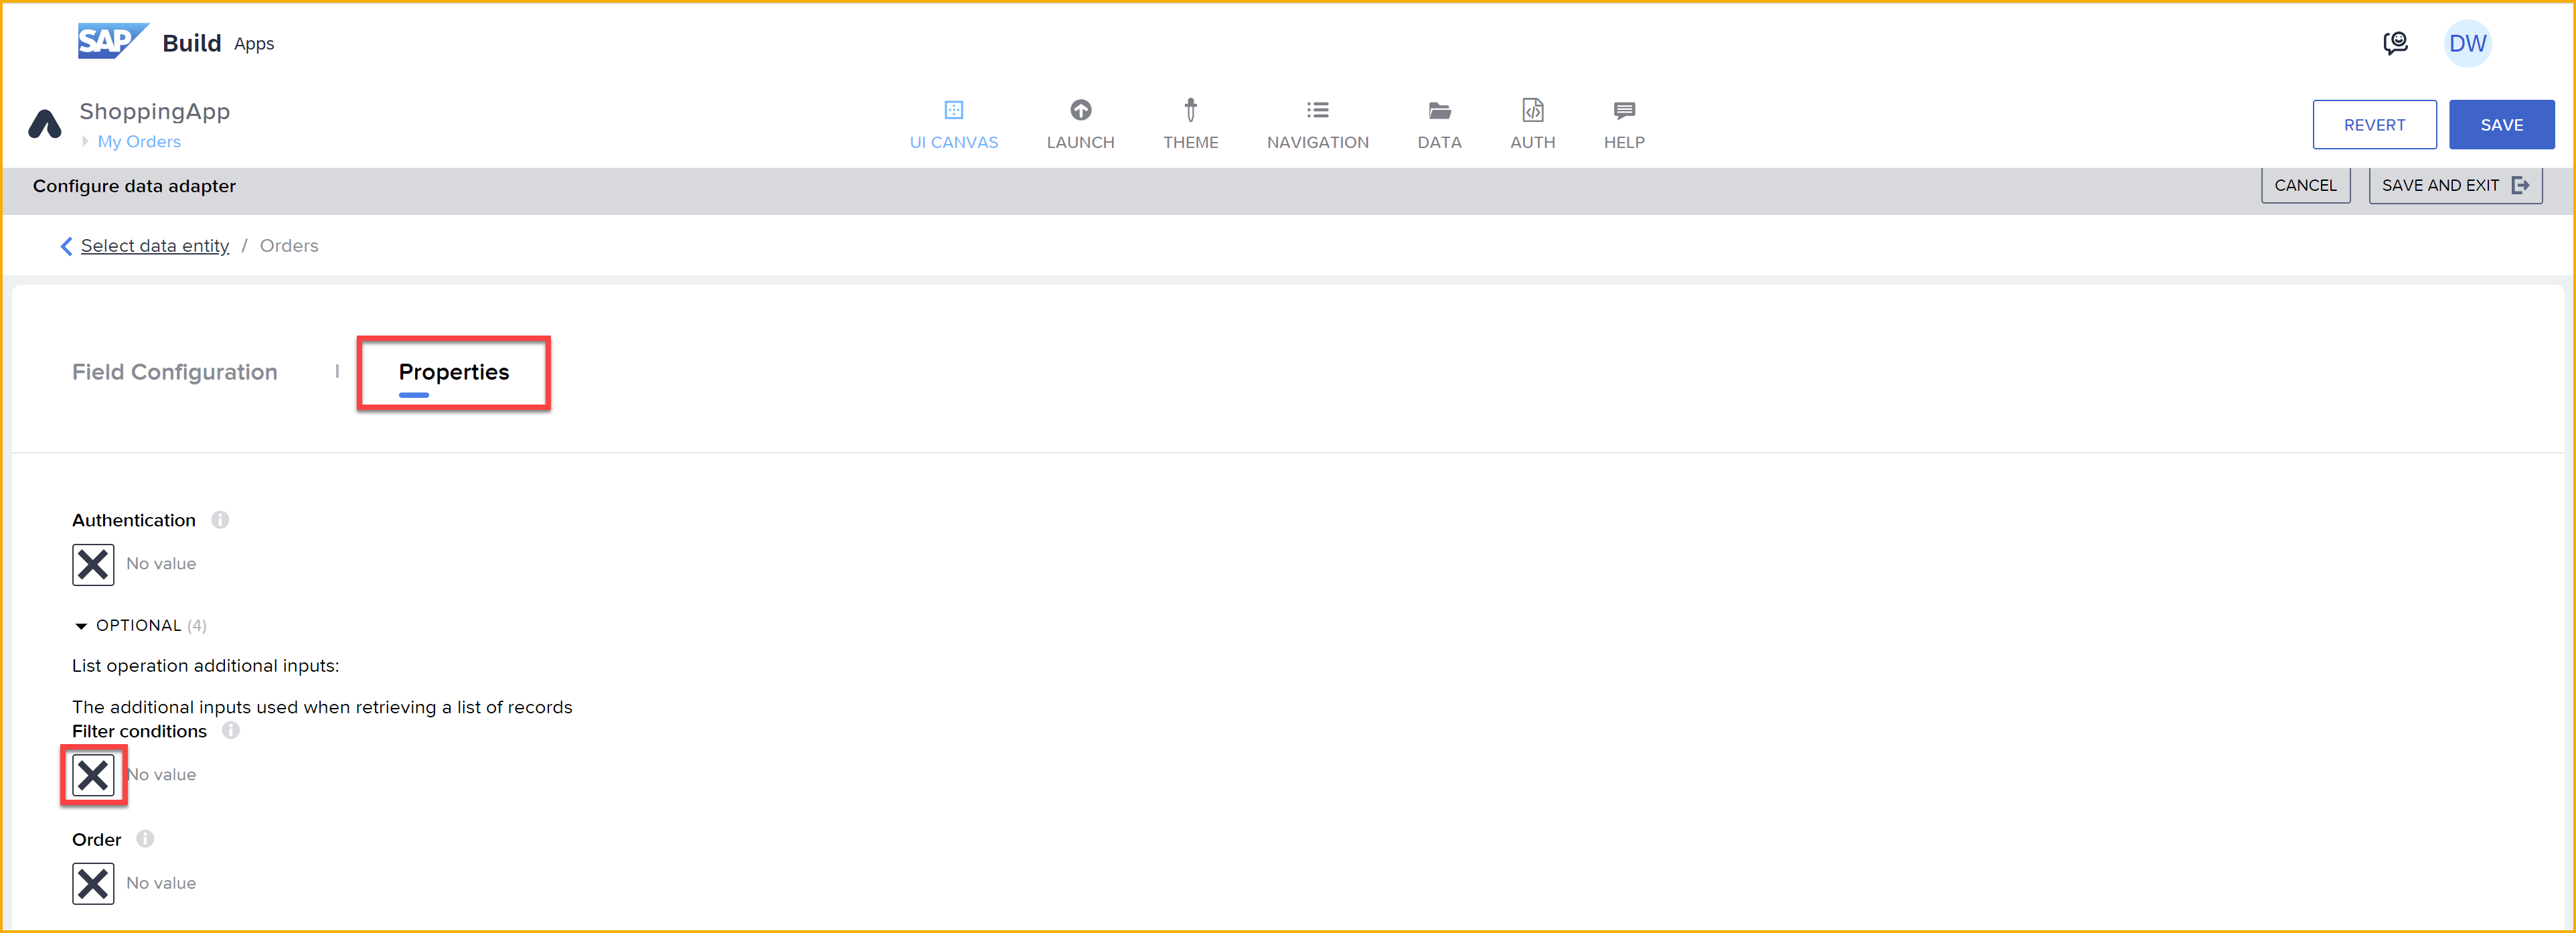 SAP Build Apps
DW
ShoppingApp
My Orders
UI CANVAS
LAUNCH
THEME
NAVIGATION
DATA
AUTH
HELP
REVERT
SAVE
Configure data adapter
CANCEL
SAVE AND EXIT
Select data entity / Orders
Field Configuration
Properties
Authentication
No value
OPTIONAL (4)
List operation additional inputs:
The additional inputs used when retrieving a list of records
Filter conditions
No value
Order
No value